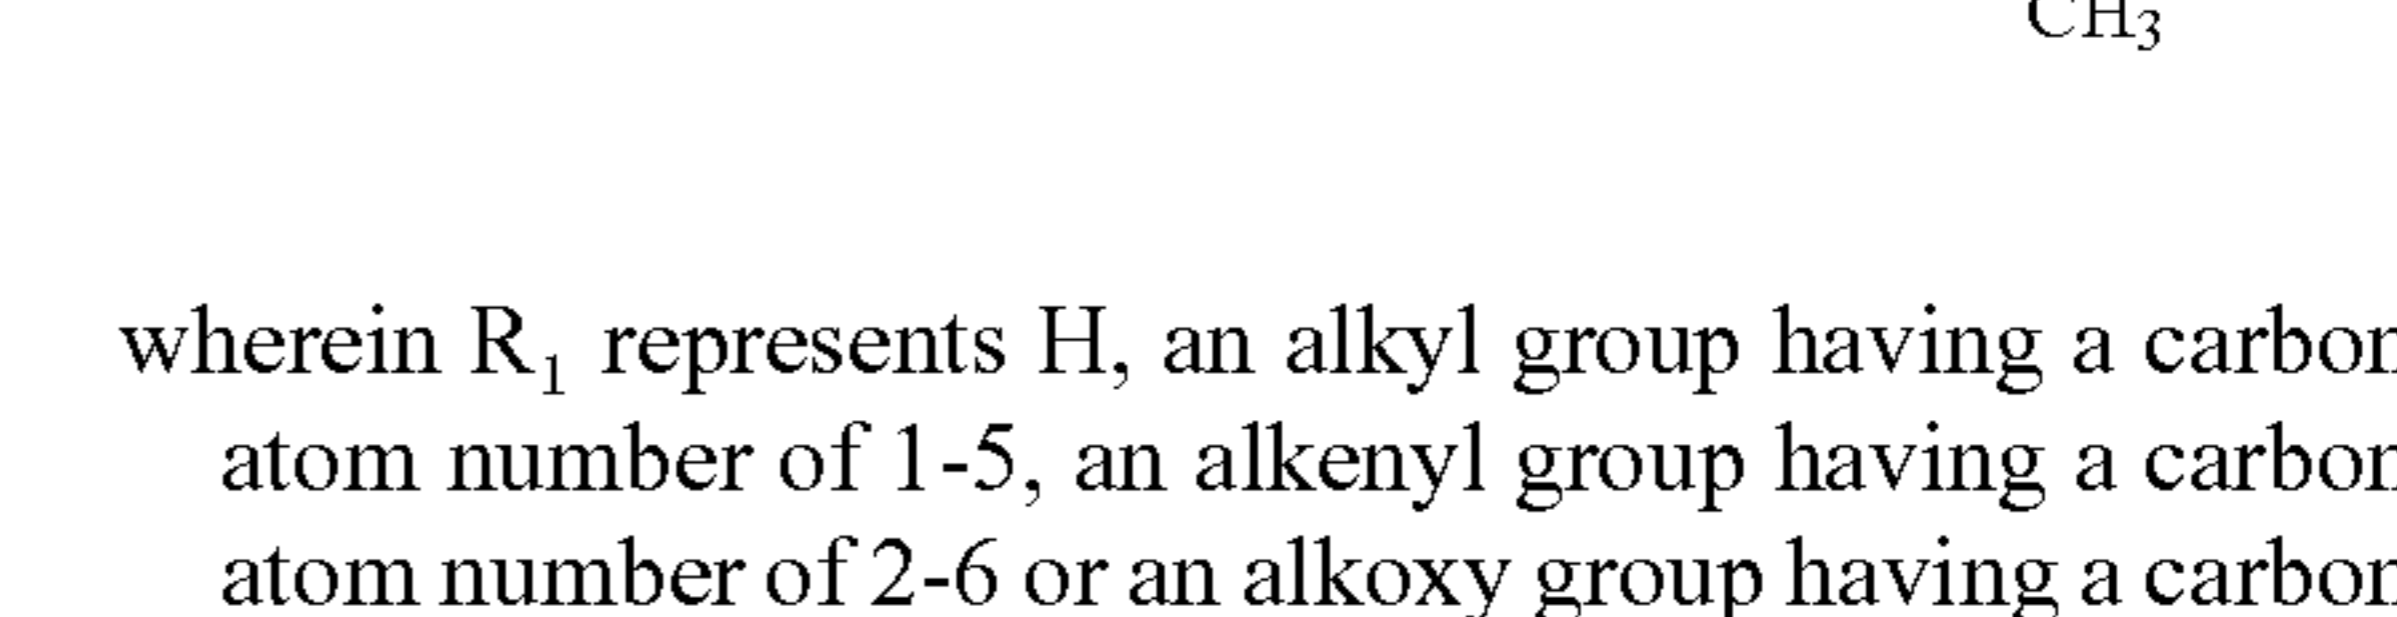 CH₃
wherein R₁ represents H, an alkyl group having a carbon
atom number of 1-5, an alkenyl group having a carbon
atom number of 2-6 or an alkoxy group having a carbon